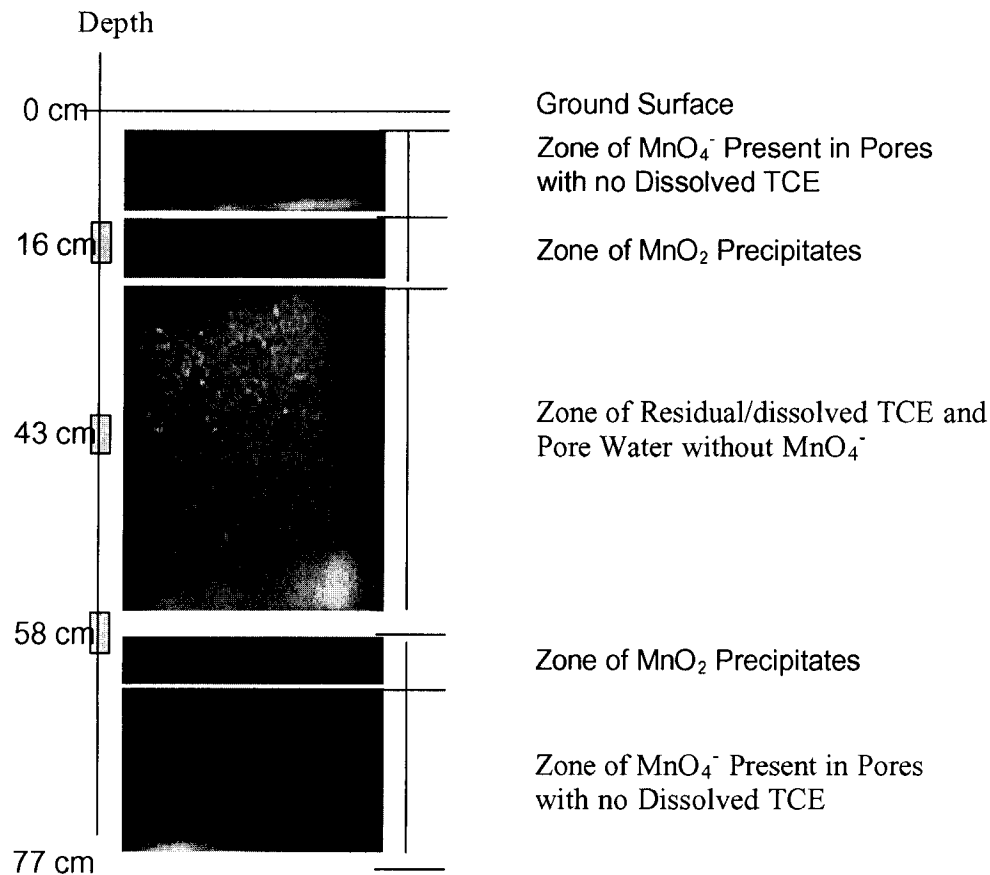 Depth
0 cm
Ground Surface
Zone of MnO₄⁻ Present in Pores
with no Dissolved TCE
16 cm
Zone of MnO₂ Precipitates
43 cm
Zone of Residual/dissolved TCE and
Pore Water without MnO₄⁻
58 cm
Zone of MnO₂ Precipitates
Zone of MnO₄⁻ Present in Pores
with no Dissolved TCE
77 cm